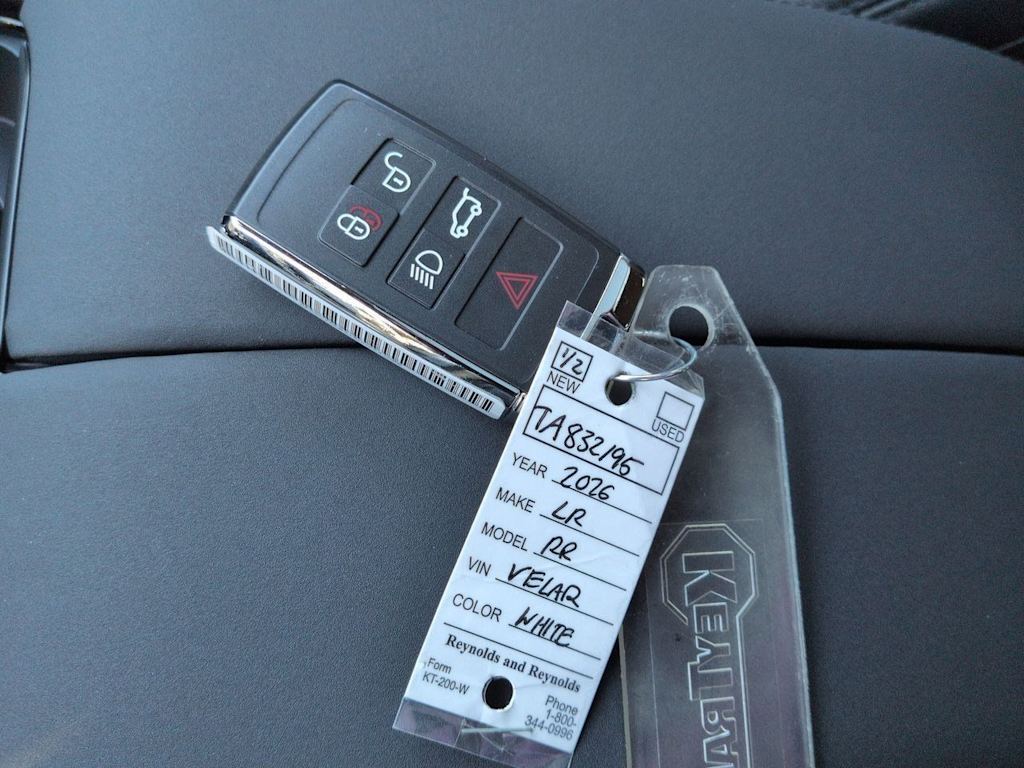 1/2
NEW
USED
TA832195
YEAR 2026
MAKE LR
MODEL RR
VIN VELAR
COLOR WHITE
Reynolds and Reynolds
Form
KT-200-W
Phone
1-800-
344-0996